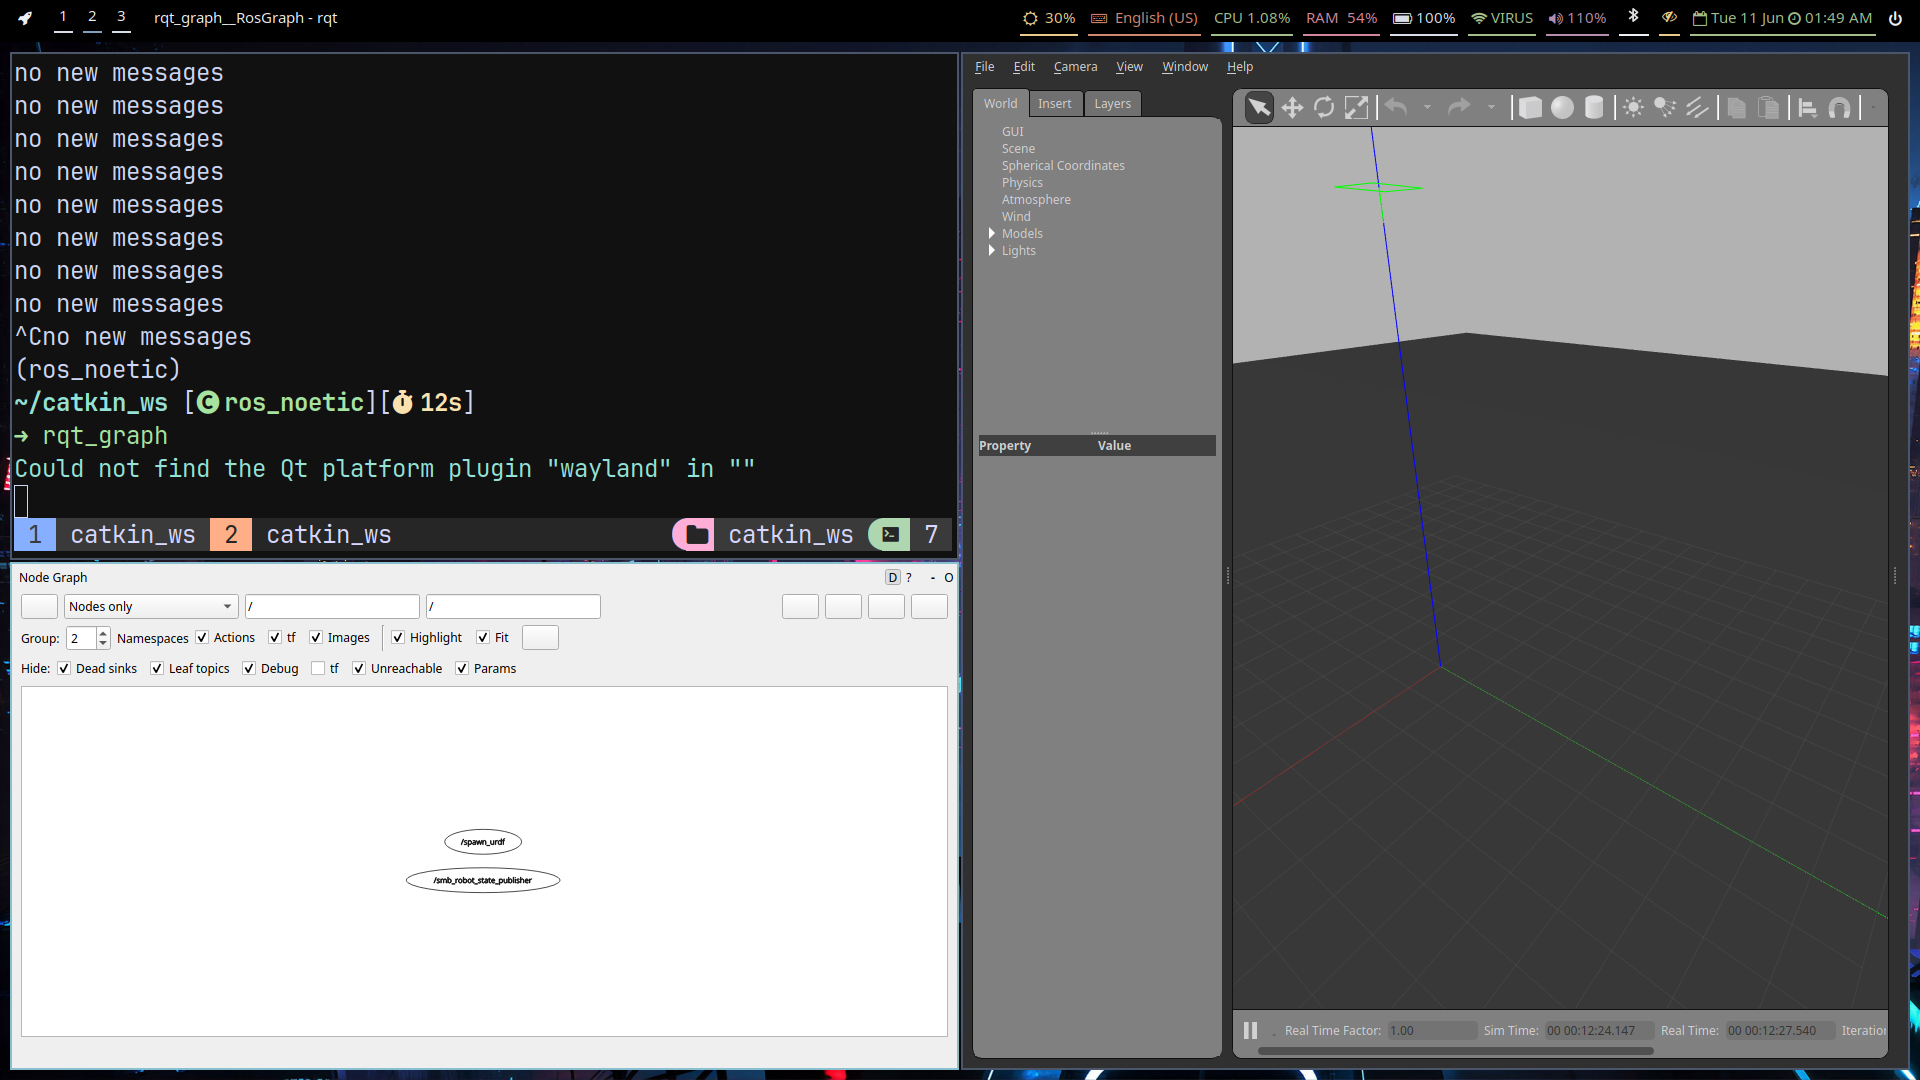 1 2 3 rqt_graph__RosGraph - rqt 30% English (US) CPU 1.08% RAM 54% 100% VIRUS 110% Tue 11 Jun 01:49 AM
no new messages
no new messages
no new messages
no new messages
no new messages
no new messages
no new messages
no new messages
^Cno new messages
(ros_noetic)
~/catkin_ws [C ros_noetic][ 12s]
→ rqt_graph
Could not find the Qt platform plugin "wayland" in ""
1 catkin_ws 2 catkin_ws catkin_ws 7
Node Graph D ? - O
Nodes only / /
Group: 2 Namespaces Actions tf Images Highlight Fit
Hide: Dead sinks Leaf topics Debug tf Unreachable Params
/spawn_urdf
/smb_robot_state_publisher
File Edit Camera View Window Help
World Insert Layers
GUI
Scene
Spherical Coordinates
Physics
Atmosphere
Wind
Models
Lights
Property Value
Real Time Factor: 1.00 Sim Time: 00 00:12:24.147 Real Time: 00 00:12:27.540